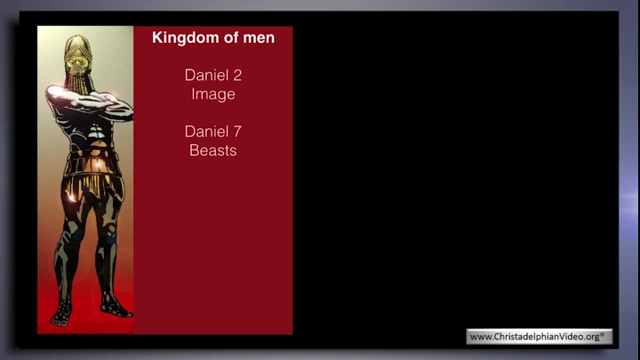 Kingdom of men
Daniel 2
Image
Daniel 7
Beasts
www.ChristadelphianVideo.org®